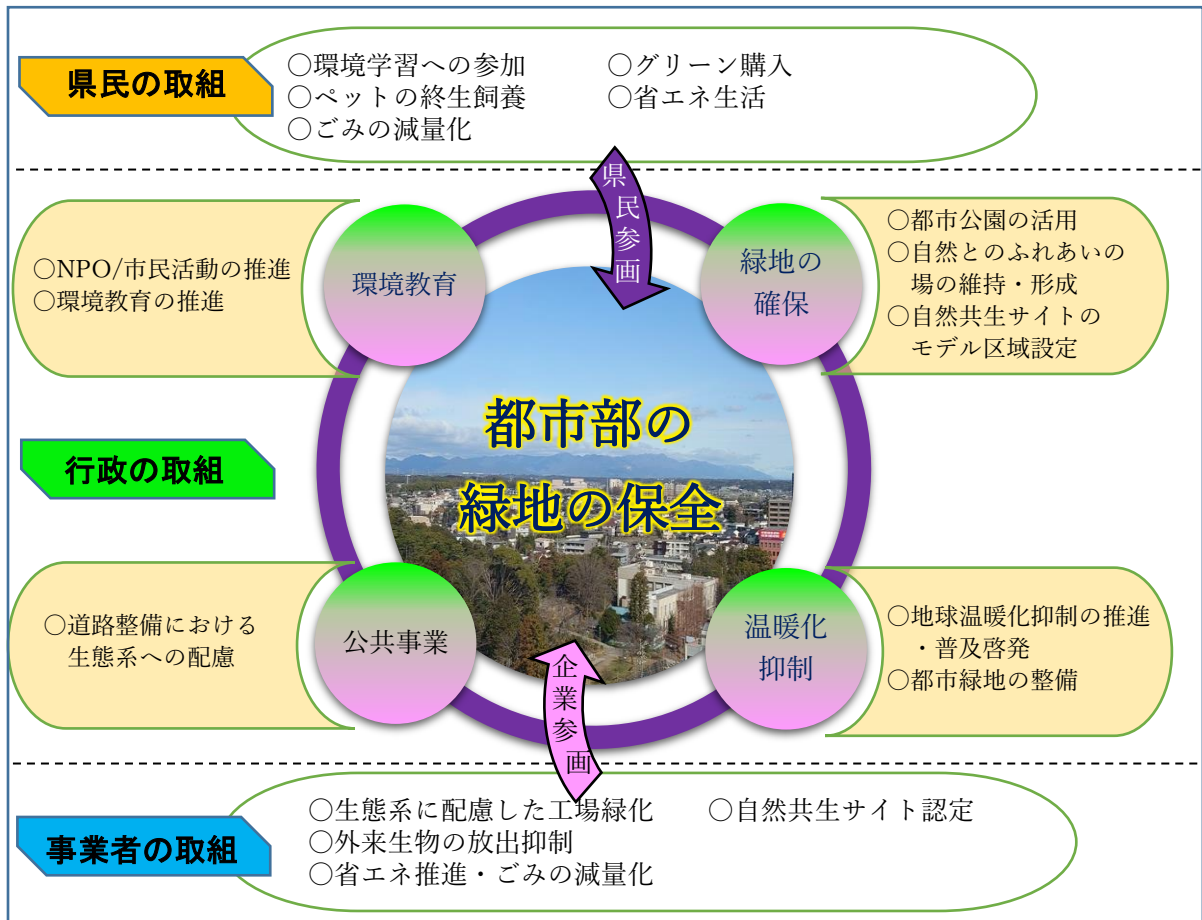 県民の取組
○環境学習への参加
○グリーン購入
○ペットの終生飼養
○省エネ生活
○ごみの減量化
県民参画
○NPO/市民活動の推進
○環境教育の推進
環境教育
緑地の
確保
○都市公園の活用
○自然とのふれあいの
場の維持・形成
○自然共生サイトの
モデル区域設定
行政の取組
都市部の
緑地の保全
○道路整備における
生態系への配慮
公共事業
温暖化
抑制
○地球温暖化抑制の推進
・普及啓発
○都市緑地の整備
企業参画
事業者の取組
○生態系に配慮した工場緑化
○自然共生サイト認定
○外来生物の放出抑制
○省エネ推進・ごみの減量化